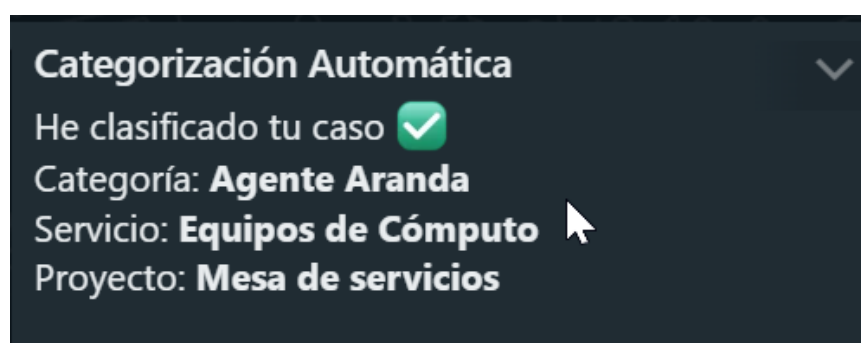 Categorización Automática
He clasificado tu caso ✅
Categoría: Agente Aranda
Servicio: Equipos de Cómputo
Proyecto: Mesa de servicios